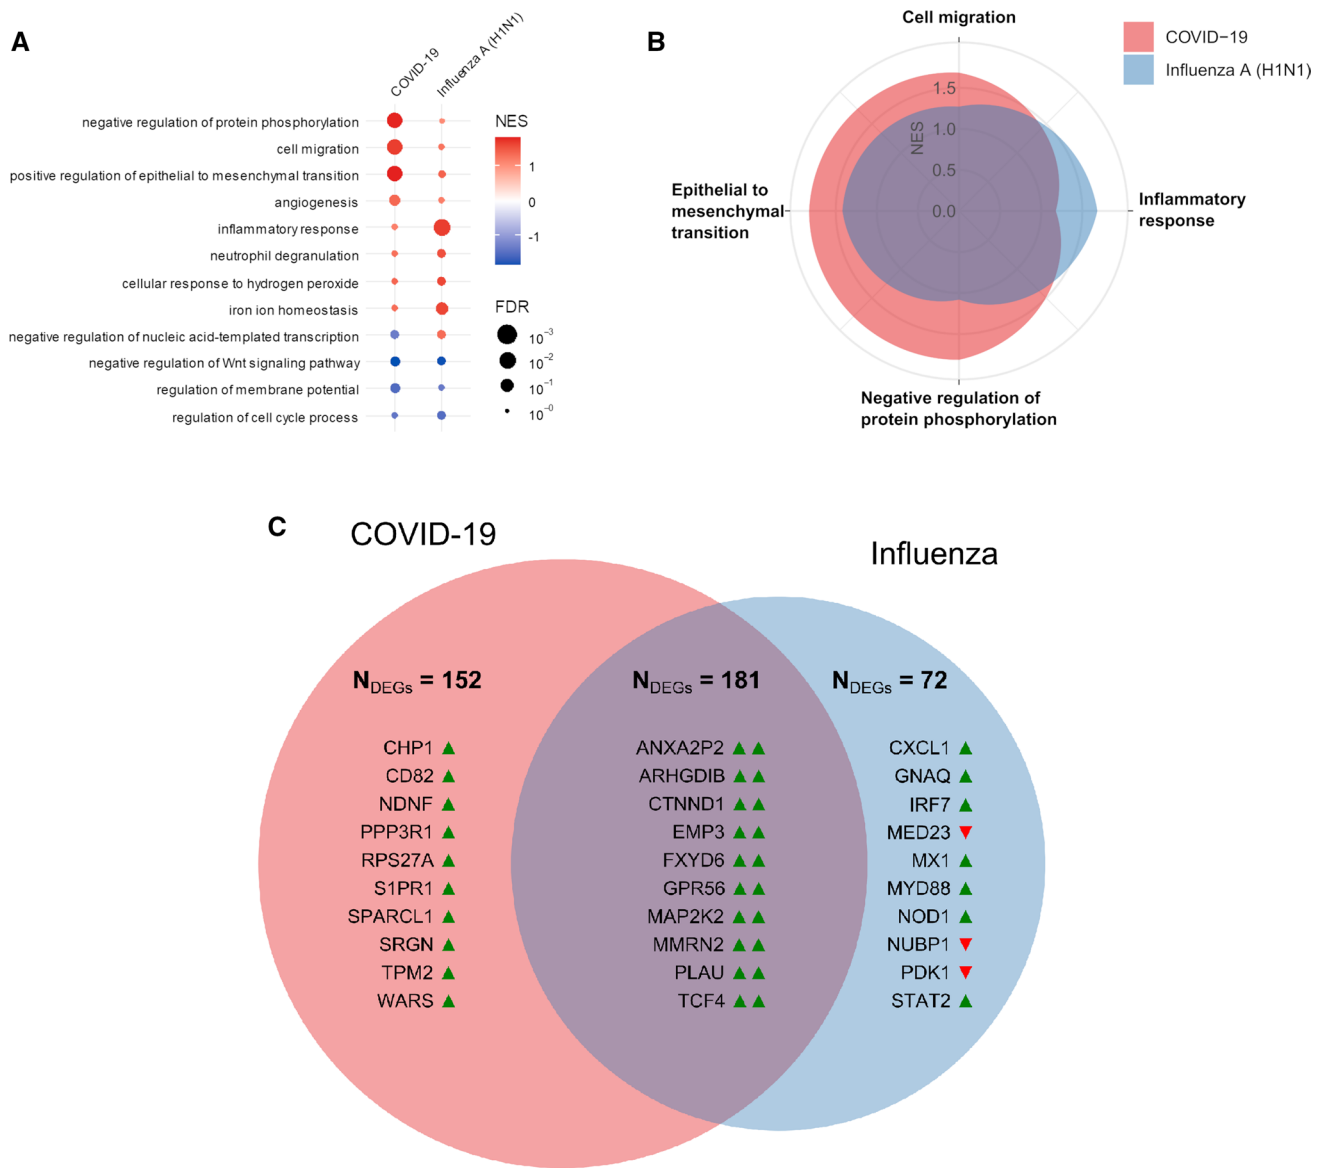 A
COVID-19
Influenza A (H1N1)
negative regulation of protein phosphorylation
cell migration
positive regulation of epithelial to mesenchymal transition
angiogenesis
inflammatory response
neutrophil degranulation
cellular response to hydrogen peroxide
iron ion homeostasis
negative regulation of nucleic acid-templated transcription
negative regulation of Wnt signaling pathway
regulation of membrane potential
regulation of cell cycle process
NES
1
0
-1
FDR
10⁻³
10⁻²
10⁻¹
10⁻⁰
B
Cell migration
COVID−19
Influenza A (H1N1)
1.5
1.0
0.5
0.0
NES
Epithelial to
mesenchymal
transition
Inflammatory
response
Negative regulation of
protein phosphorylation
C
COVID-19
Influenza
N_DEGs = 152
N_DEGs = 181
N_DEGs = 72
CHP1 ▲
CD82 ▲
NDNF ▲
PPP3R1 ▲
RPS27A ▲
S1PR1 ▲
SPARCL1 ▲
SRGN ▲
TPM2 ▲
WARS ▲
ANXA2P2 ▲ ▲
ARHGDIB ▲ ▲
CTNND1 ▲ ▲
EMP3 ▲ ▲
FXYD6 ▲ ▲
GPR56 ▲ ▲
MAP2K2 ▲ ▲
MMRN2 ▲ ▲
PLAU ▲ ▲
TCF4 ▲ ▲
CXCL1 ▲
GNAQ ▲
IRF7 ▲
MED23 ▼
MX1 ▲
MYD88 ▲
NOD1 ▲
NUBP1 ▼
PDK1 ▼
STAT2 ▲